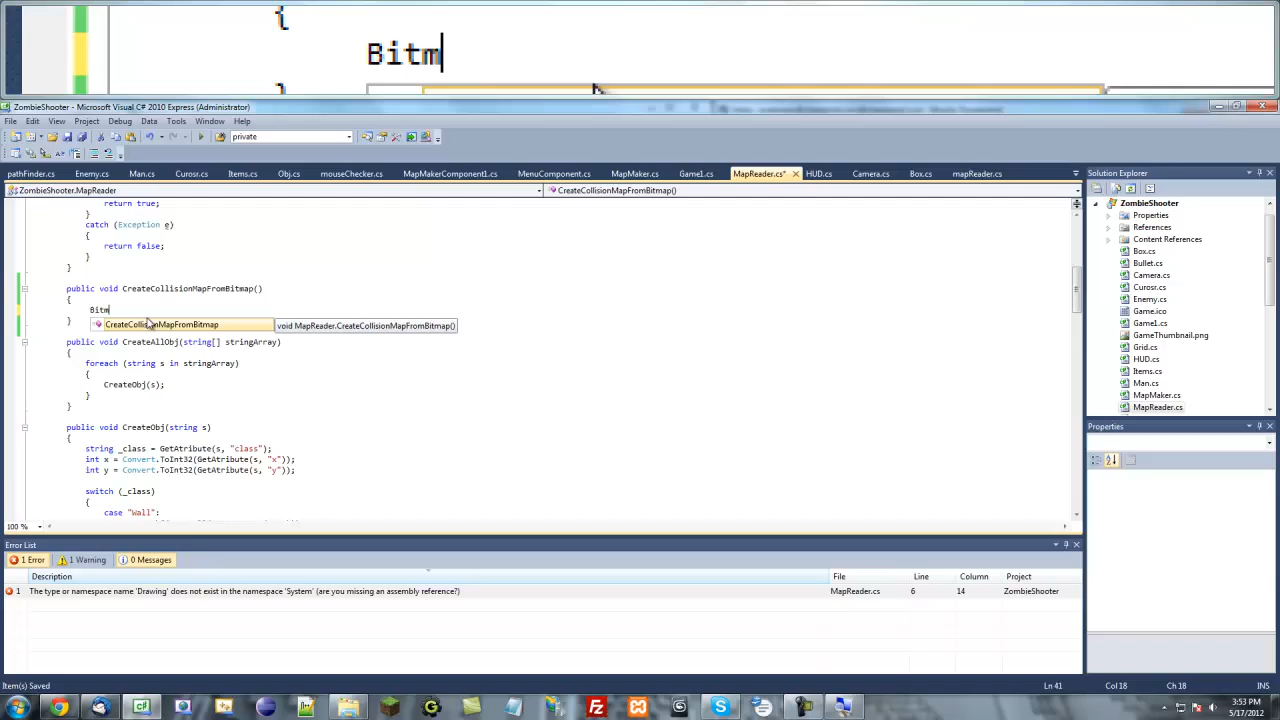 {
Bitm
}
ZombieShooter - Microsoft Visual C# 2010 Express (Administrator)
File Edit View Project Debug Data Tools Window Help
private
pathFinder.cs Enemy.cs Man.cs Curosr.cs Items.cs Obj.cs mouseChecker.cs MapMakerComponent1.cs MenuComponent.cs MapMaker.cs Game1.cs MapReader.cs* HUD.cs Camera.cs Box.cs mapReader.cs
ZombieShooter.MapReader CreateCollisionMapFromBitmap()
return true;
}
catch (Exception e)
{
return false;
}
}
public void CreateCollisionMapFromBitmap()
{
Bitm
}
CreateCollisionMapFromBitmap void MapReader.CreateCollisionMapFromBitmap()
public void CreateAllObj(string[] stringArray)
{
foreach (string s in stringArray)
{
CreateObj(s);
}
}
public void CreateObj(string s)
{
string _class = GetAtribute(s, "class");
int x = Convert.ToInt32(GetAtribute(s, "x"));
int y = Convert.ToInt32(GetAtribute(s, "y"));
switch (_class)
{
case "Wall":
100 %
Solution Explorer
ZombieShooter
Properties
References
Content References
Box.cs
Bullet.cs
Camera.cs
Curosr.cs
Enemy.cs
Game.ico
Game1.cs
GameThumbnail.png
Grid.cs
HUD.cs
Items.cs
Man.cs
MapMaker.cs
MapReader.cs
Properties
Error List
1 Error 1 Warning 0 Messages
Description File Line Column Project
1 The type or namespace name 'Drawing' does not exist in the namespace 'System' (are you missing an assembly reference?) MapReader.cs 6 14 ZombieShooter
Item(s) Saved Ln 41 Col 18 Ch 18 INS
3:53 PM
5/17/2012